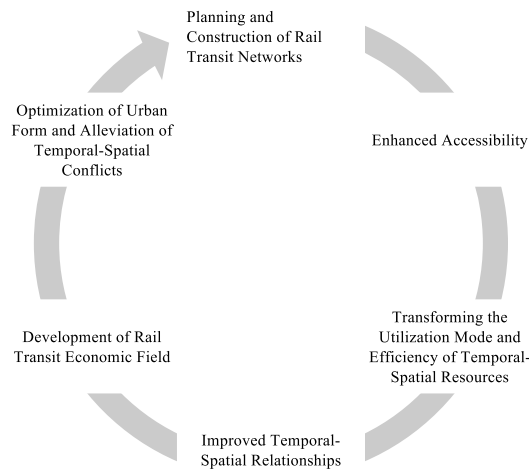 Planning and
Construction of Rail
Transit Networks
Enhanced Accessibility
Transforming the
Utilization Mode and
Efficiency of Temporal-
Spatial Resources
Improved Temporal-
Spatial Relationships
Development of Rail
Transit Economic Field
Optimization of Urban
Form and Alleviation of
Temporal-Spatial
Conflicts